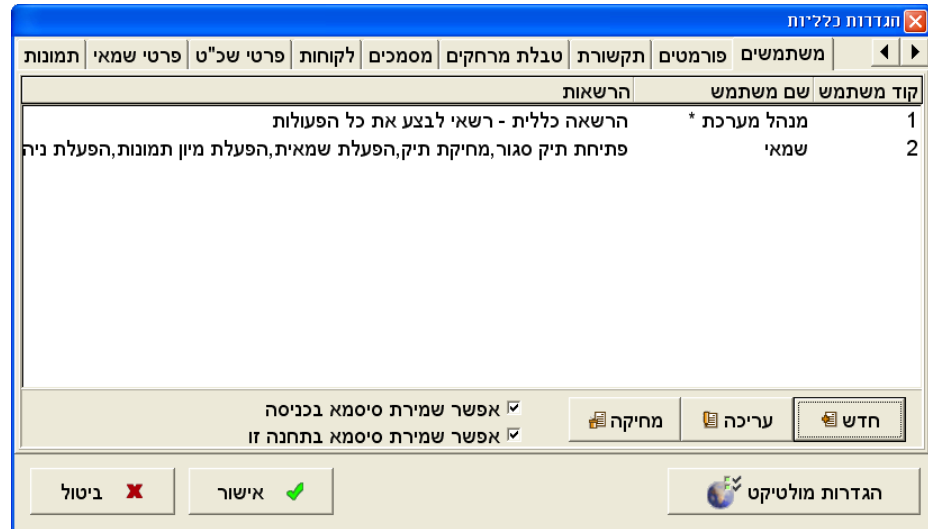 הגדרות כלליות
משתמשים פורמטים תקשורת טבלת מרחקים מסמכים לקוחות פרטי שכ"ט פרטי שמאי תמונות
קוד משתמש שם משתמש הרשאות
1 מנהל מערכת * הרשאה כללית - רשאי לבצע את כל הפעולות
2 שמאי פתיחת תיק סגור,מחיקת תיק,הפעלת שמאית,הפעלת מיון תמונות,הפעלת ניה
חדש עריכה מחיקה
אפשר שמירת סיסמא בכניסה
אפשר שמירת סיסמא בתחנה זו
הגדרות מולטיקט אישור ביטול